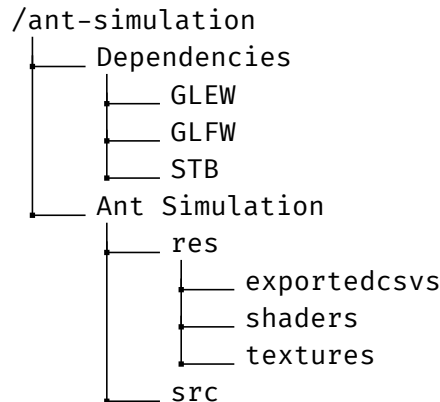 /ant-simulation
Dependencies
GLEW
GLFW
STB
Ant Simulation
res
exportedcsvs
shaders
textures
src